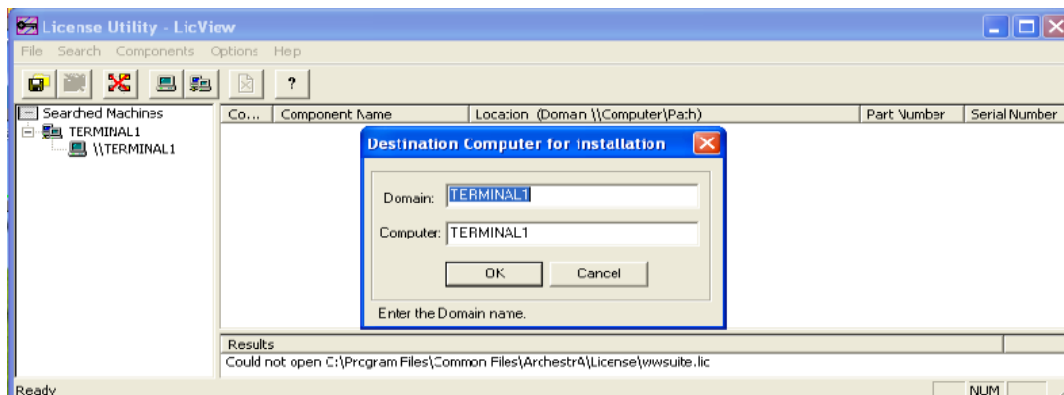 License Utility - LicView
File Search Components Options Help
?
Searched Machines
TERMINAL1
\\TERMINAL1
Co... Component Name Location (Domain \\Computer\Path) Part Number Serial Number
Destination Computer for Installation
Domain: TERMINAL1
Computer: TERMINAL1
OK Cancel
Enter the Domain name.
Results
Could not open C:\Program Files\Common Files\ArchestrA\License\wwsuite.lic
Ready NUM